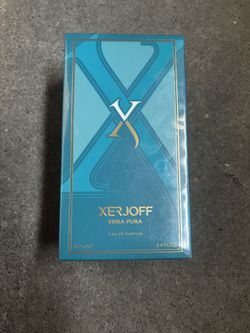 X
XERJOFF
ERBA PURA
EAU DE PARFUM